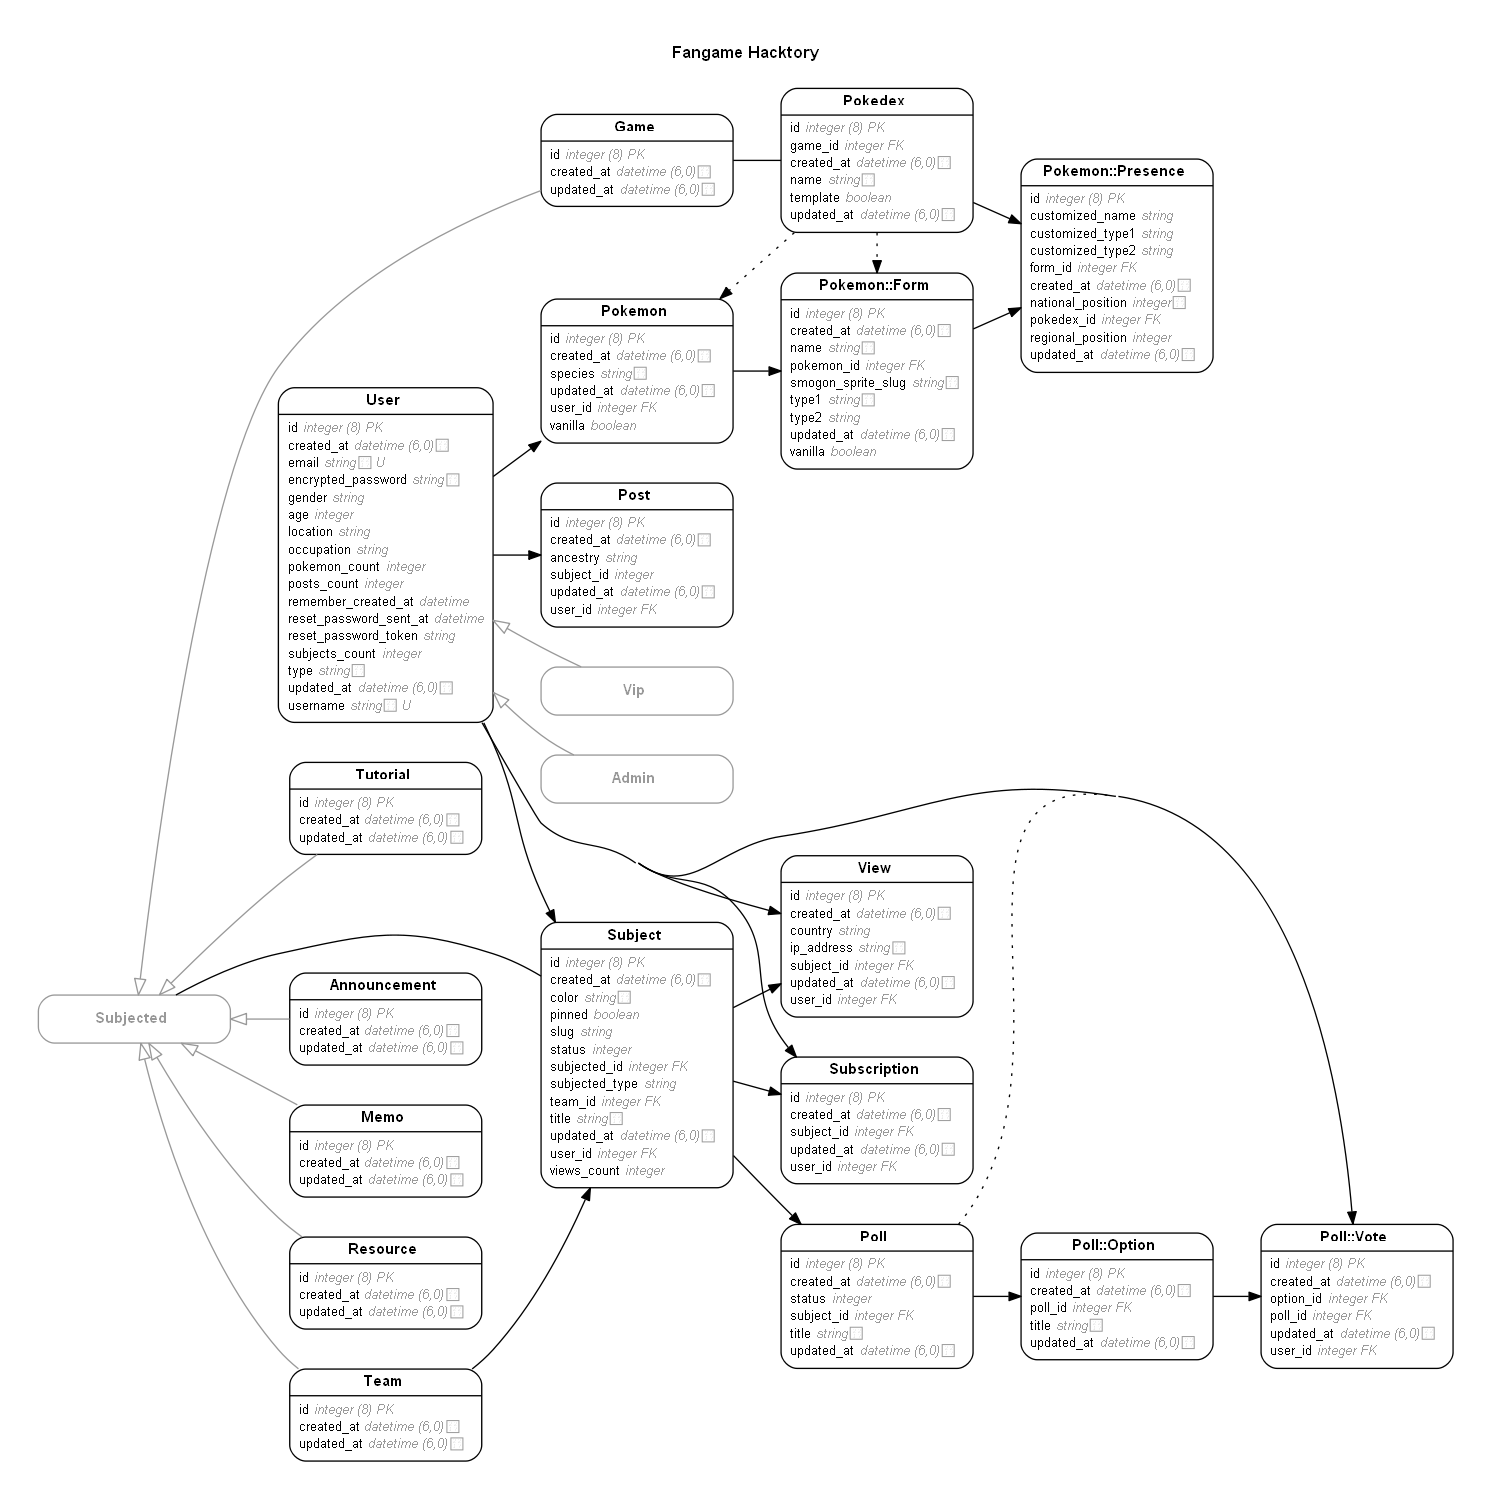 Fangame Hacktory
Game
id integer (8) PK
created_at datetime (6,0)
updated_at datetime (6,0)
Pokedex
id integer (8) PK
game_id integer FK
created_at datetime (6,0)
name string
template boolean
updated_at datetime (6,0)
Pokemon::Presence
id integer (8) PK
customized_name string
customized_type1 string
customized_type2 string
form_id integer FK
created_at datetime (6,0)
national_position integer
pokedex_id integer FK
regional_position integer
updated_at datetime (6,0)
Pokemon
id integer (8) PK
created_at datetime (6,0)
species string
updated_at datetime (6,0)
user_id integer FK
vanilla boolean
Pokemon::Form
id integer (8) PK
created_at datetime (6,0)
name string
pokemon_id integer FK
smogon_sprite_slug string
type1 string
type2 string
updated_at datetime (6,0)
vanilla boolean
User
id integer (8) PK
created_at datetime (6,0)
email string U
encrypted_password string
gender string
age integer
location string
occupation string
pokemon_count integer
posts_count integer
remember_created_at datetime
reset_password_sent_at datetime
reset_password_token string
subjects_count integer
type string
updated_at datetime (6,0)
username string U
Post
id integer (8) PK
created_at datetime (6,0)
ancestry string
subject_id integer
updated_at datetime (6,0)
user_id integer FK
Vip
Admin
Tutorial
id integer (8) PK
created_at datetime (6,0)
updated_at datetime (6,0)
View
id integer (8) PK
created_at datetime (6,0)
country string
ip_address string
subject_id integer FK
updated_at datetime (6,0)
user_id integer FK
Subject
id integer (8) PK
created_at datetime (6,0)
color string
pinned boolean
slug string
status integer
subjected_id integer FK
subjected_type string
team_id integer FK
title string
updated_at datetime (6,0)
user_id integer FK
views_count integer
Subjected
Announcement
id integer (8) PK
created_at datetime (6,0)
updated_at datetime (6,0)
Subscription
id integer (8) PK
created_at datetime (6,0)
subject_id integer FK
updated_at datetime (6,0)
user_id integer FK
Memo
id integer (8) PK
created_at datetime (6,0)
updated_at datetime (6,0)
Resource
id integer (8) PK
created_at datetime (6,0)
updated_at datetime (6,0)
Poll
id integer (8) PK
created_at datetime (6,0)
status integer
subject_id integer FK
title string
updated_at datetime (6,0)
Poll::Option
id integer (8) PK
created_at datetime (6,0)
poll_id integer FK
title string
updated_at datetime (6,0)
Poll::Vote
id integer (8) PK
created_at datetime (6,0)
option_id integer FK
poll_id integer FK
updated_at datetime (6,0)
user_id integer FK
Team
id integer (8) PK
created_at datetime (6,0)
updated_at datetime (6,0)